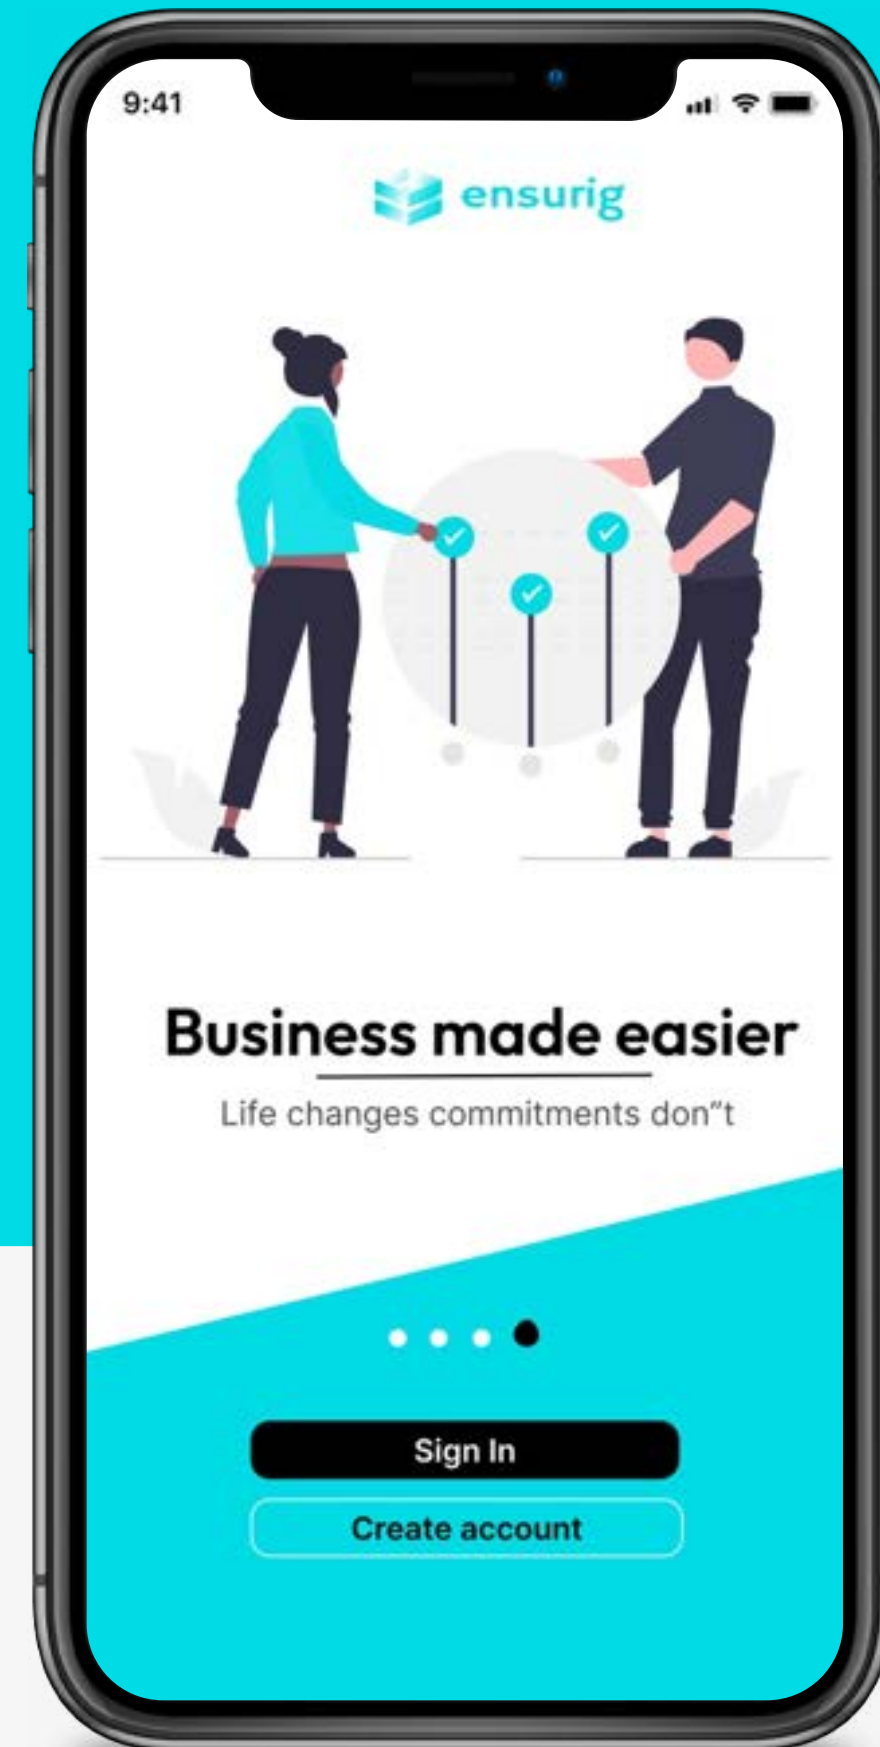 9:41
ensurig
Business made easier
Life changes commitments don"t
Sign In
Create account